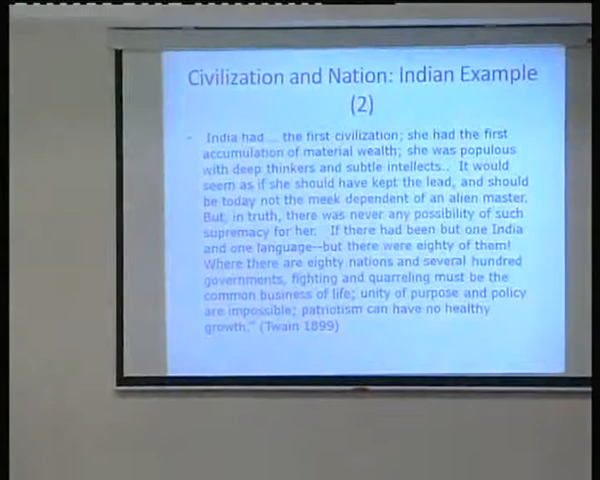 Civilization and Nation: Indian Example
(2)
- India had... the first civilization; she had the first
accumulation of material wealth; she was populous
with deep thinkers and subtle intellects.. It would
seem as if she should have kept the lead, and should
be today not the meek dependent of an alien master.
But, in truth, there was never any possibility of such
supremacy for her. If there had been but one India
and one language--but there were eighty of them!
Where there are eighty nations and several hundred
governments, fighting and quarreling must be the
common business of life; unity of purpose and policy
are impossible; patriotism can have no healthy
growth." (Twain 1899)